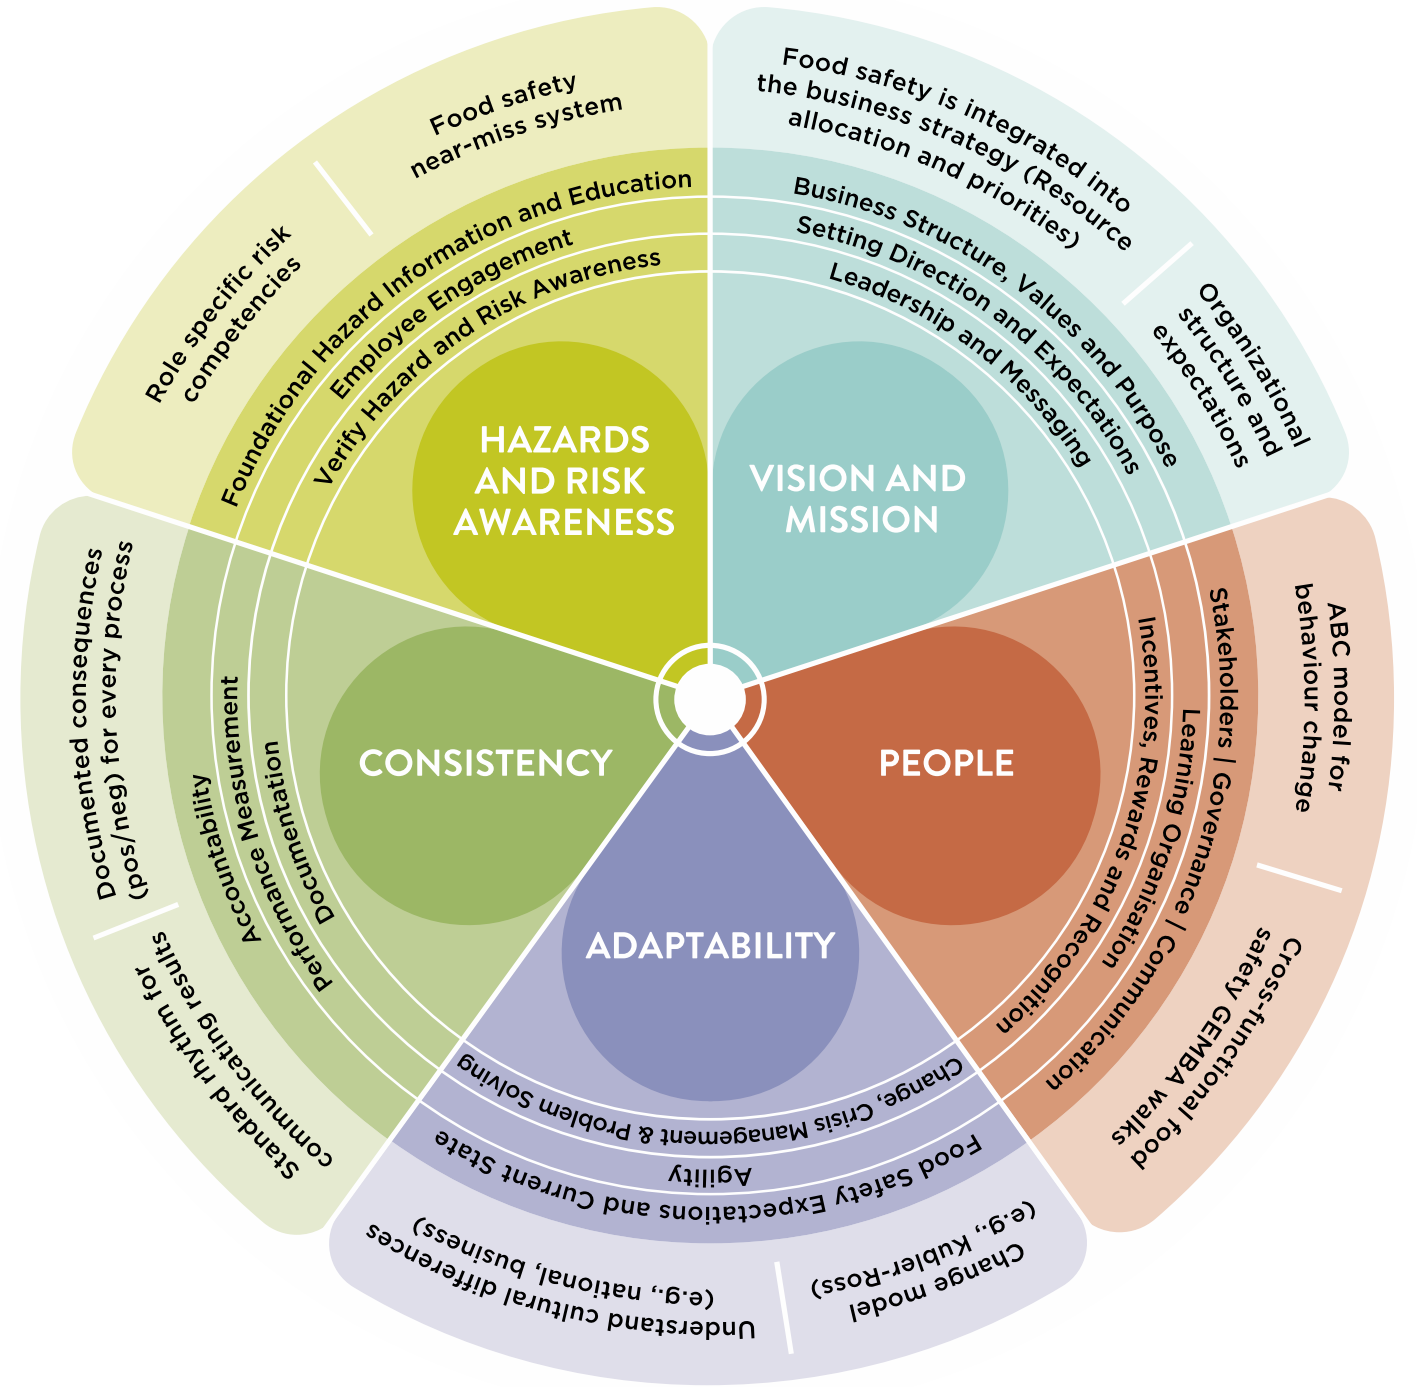 Food safety is integrated into
the business strategy (Resource
allocation and priorities)
Organizational
structure and
expectations
Business Structure, Values and Purpose
Setting Direction and Expectations
Leadership and Messaging
VISION AND
MISSION
ABC model for
behaviour change
Cross-functional food
safety GEMBA walks
Stakeholders | Governance | Communication
Learning Organisation
Incentives, Rewards and Recognition
PEOPLE
Change model
(e.g., Kubler-Ross)
Understand cultural differences
(e.g., national, business)
Food Safety Expectations and Current State
Agility
Change, Crisis Management & Problem Solving
ADAPTABILITY
Standard rhythm for
communicating results
Documented consequences
(pos/neg) for every process
Accountability
Performance Measurement
Documentation
CONSISTENCY
Role specific risk
competencies
Food safety
near-miss system
Foundational Hazard Information and Education
Employee Engagement
Verify Hazard and Risk Awareness
HAZARDS
AND RISK
AWARENESS